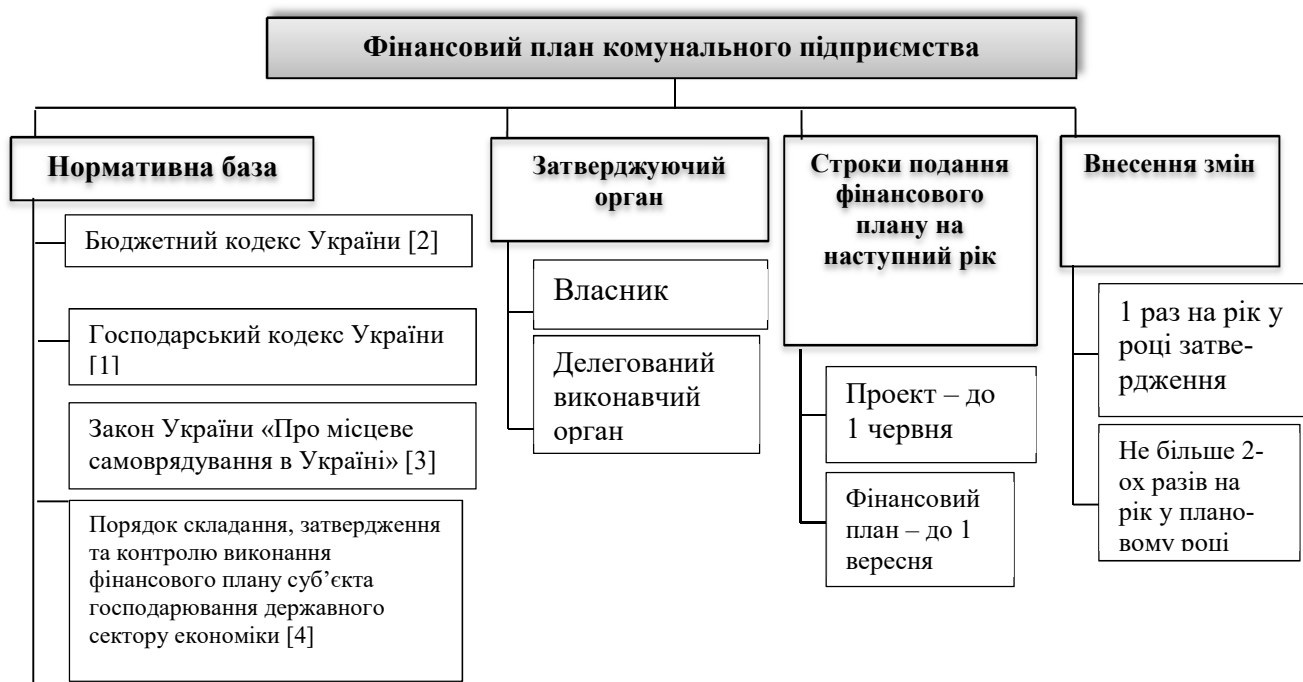 Фінансовий план комунального підприємства
Нормативна база
Бюджетний кодекс України [2]
Господарський кодекс України
[1]
Закон України «Про місцеве
самоврядування в Україні» [3]
Порядок складання, затвердження
та контролю виконання
фінансового плану суб’єкта
господарювання державного
сектору економіки [4]
Затверджуючий
орган
Власник
Делегований
виконавчий
орган
Строки подання
фінансового
плану на
наступний рік
Проект – до
1 червня
Фінансовий
план – до 1
вересня
Внесення змін
1 раз на рік у
році затве-
рдження
Не більше 2-
ох разів на
рік у плано-
вому році